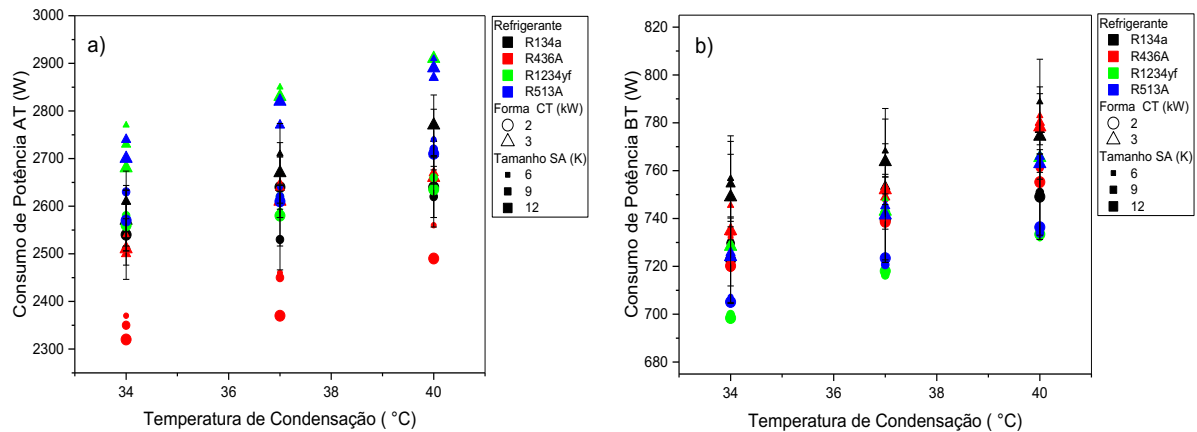 a)
Consumo de Potência AT (W)
3000
2900
2800
2700
2600
2500
2400
2300
34
36
38
40
Temperatura de Condensação ( °C)
Refrigerante
R134a
R436A
R1234yf
R513A
Forma CT (kW)
2
3
Tamanho SA (K)
6
9
12
b)
Consumo de Potência BT (W)
820
800
780
760
740
720
700
680
34
36
38
40
Temperatura de Condensação ( °C)
Refrigerante
R134a
R436A
R1234yf
R513A
Forma CT (kW)
2
3
Tamanho SA (K)
6
9
12